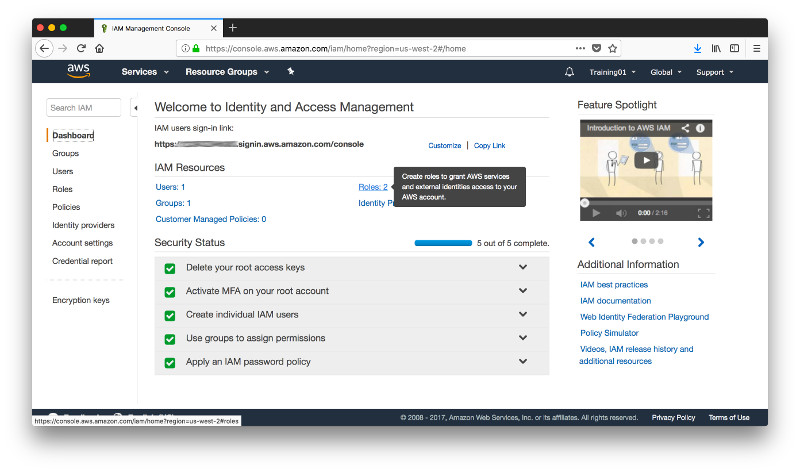 IAM Management Console
https://console.aws.amazon.com/iam/home?region=us-west-2#/home
aws
Services
Resource Groups
Training01
Global
Support
Search IAM
Dashboard
Groups
Users
Roles
Policies
Identity providers
Account settings
Credential report
Encryption keys
Welcome to Identity and Access Management
IAM users sign-in link:
https: signin.aws.amazon.com/console
Customize | Copy Link
IAM Resources
Users: 1
Roles: 2
Groups: 1
Identity P
Customer Managed Policies: 0
Create roles to grant AWS services
and external identities access to your
AWS account.
Security Status
5 out of 5 complete.
Delete your root access keys
Activate MFA on your root account
Create individual IAM users
Use groups to assign permissions
Apply an IAM password policy
Feature Spotlight
Introduction to AWS IAM
0:00 / 2:16
Additional Information
IAM best practices
IAM documentation
Web Identity Federation Playground
Policy Simulator
Videos, IAM release history and
additional resources
https://console.aws.amazon.com/iam/home?region=us-west-2#roles
© 2008 - 2017, Amazon Web Services, Inc. or its affiliates. All rights reserved.
Privacy Policy
Terms of Use